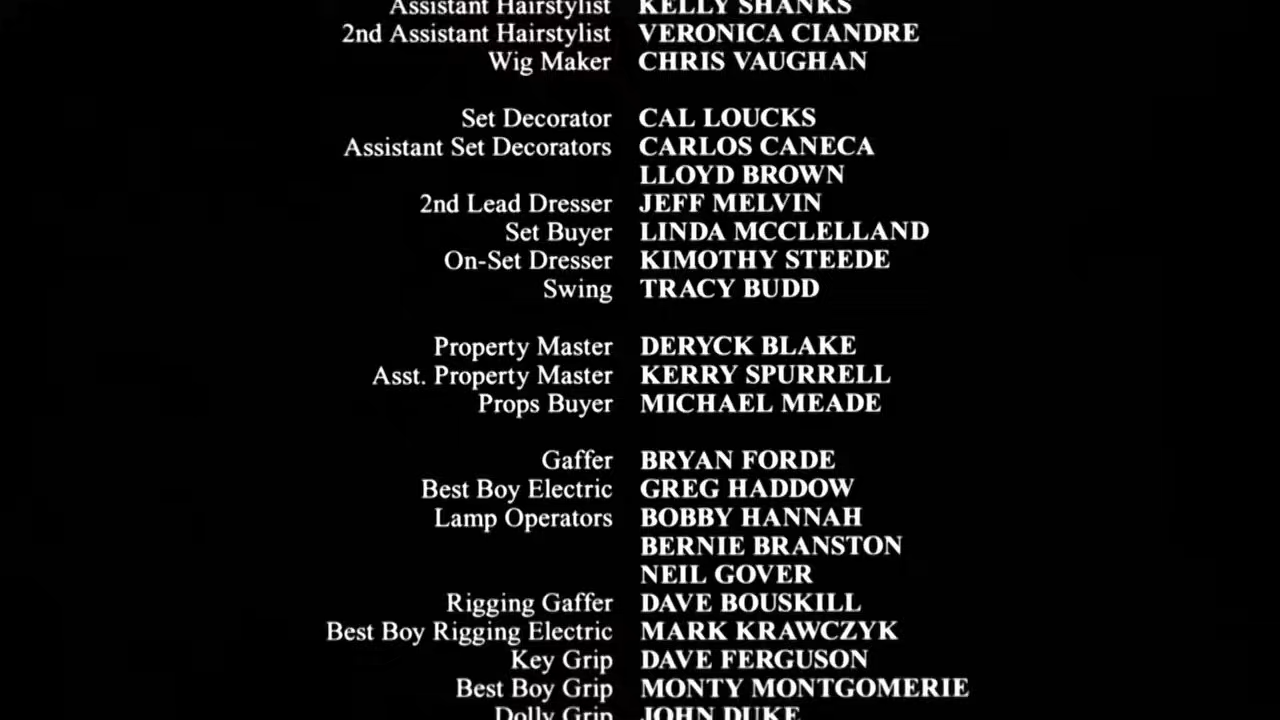 Assistant Hairstylist KELLY SHANKS
2nd Assistant Hairstylist VERONICA CIANDRE
Wig Maker CHRIS VAUGHAN
Set Decorator CAL LOUCKS
Assistant Set Decorators CARLOS CANECA
LLOYD BROWN
2nd Lead Dresser JEFF MELVIN
Set Buyer LINDA MCCLELLAND
On-Set Dresser KIMOTHY STEEDE
Swing TRACY BUDD
Property Master DERYCK BLAKE
Asst. Property Master KERRY SPURRELL
Props Buyer MICHAEL MEADE
Gaffer BRYAN FORDE
Best Boy Electric GREG HADDOW
Lamp Operators BOBBY HANNAH
BERNIE BRANSTON
NEIL GOVER
Rigging Gaffer DAVE BOUSKILL
Best Boy Rigging Electric MARK KRAWCZYK
Key Grip DAVE FERGUSON
Best Boy Grip MONTY MONTGOMERIE
Dolly Grip JOHN DUKE